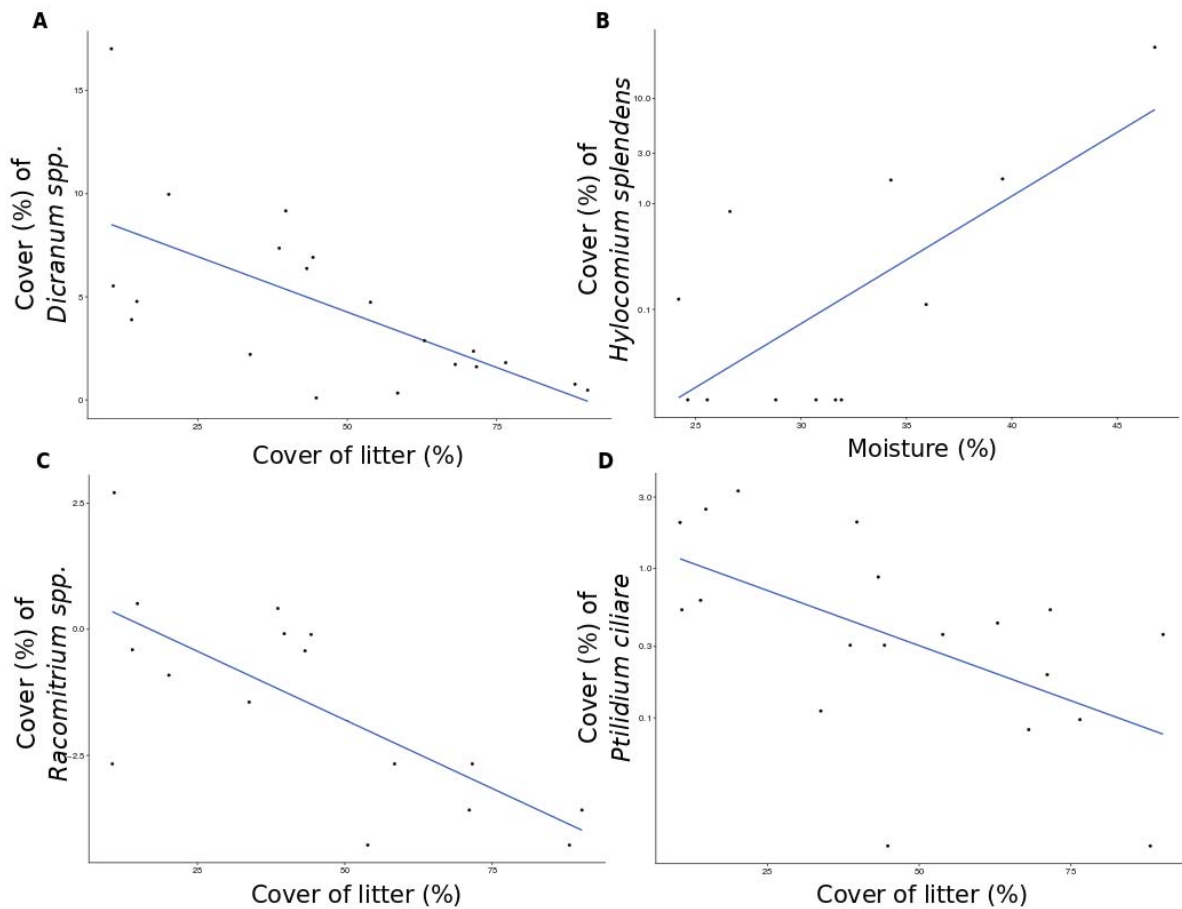 A
Cover (%) of
Dicranum spp.
15
10
5
0
25
50
75
Cover of litter (%)
B
Cover (%) of
Hylocomium splendens
10.0
3.0
1.0
0.1
25
30
35
40
45
Moisture (%)
C
Cover (%) of
Racomitrium spp.
2.5
0.0
−2.5
25
50
75
Cover of litter (%)
D
Cover (%) of
Ptilidium ciliare
3.0
1.0
0.3
0.1
25
50
75
Cover of litter (%)